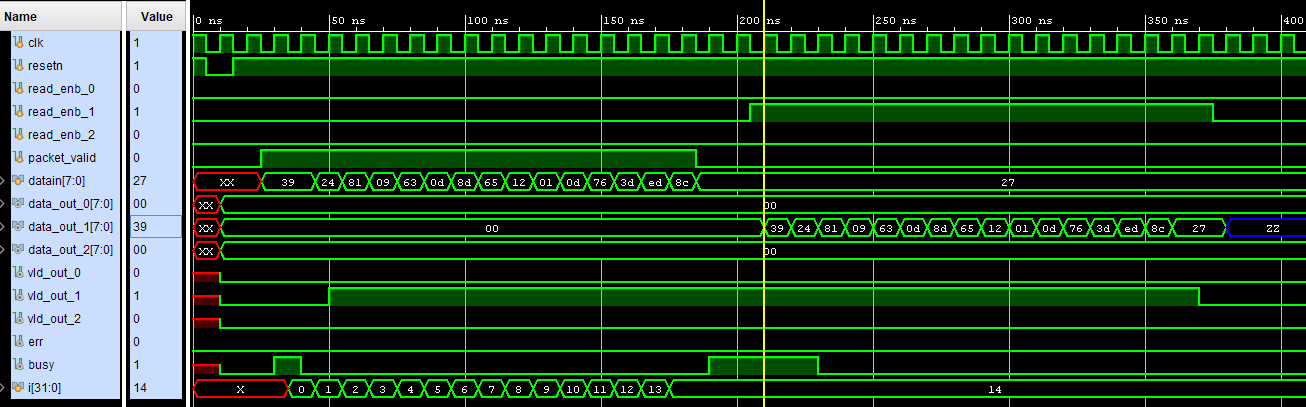 Name Value 0 ns 50 ns 100 ns 150 ns 200 ns 250 ns 300 ns 350 ns 400
clk 1
resetn 1
read_enb_0 0
read_enb_1 1
read_enb_2 0
packet_valid 0
datain[7:0] 27 XX 39 24 81 09 63 0d 8d 65 12 01 0d 76 3d ed 8c 27
data_out_0[7:0] 00 XX 00
data_out_1[7:0] 39 XX 00 39 24 81 09 63 0d 8d 65 12 01 0d 76 3d ed 8c 27 ZZ
data_out_2[7:0] 00 XX 00
vld_out_0 0
vld_out_1 1
vld_out_2 0
err 0
busy 1
i[31:0] 14 X 0 1 2 3 4 5 6 7 8 9 10 11 12 13 14